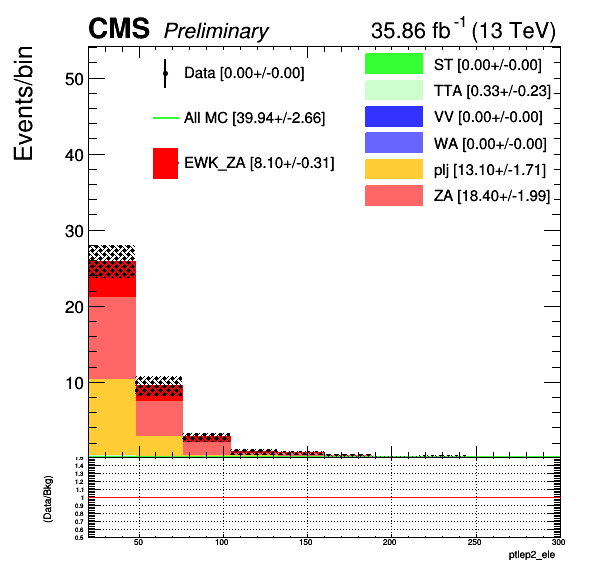 CMS Preliminary 35.86 fb⁻¹ (13 TeV)
Events/bin
Data [0.00+/-0.00]
All MC [39.94+/-2.66]
EWK_ZA [8.10+/-0.31]
ST [0.00+/-0.00]
TTA [0.33+/-0.23]
VV [0.00+/-0.00]
WA [0.00+/-0.00]
plj [13.10+/-1.71]
ZA [18.40+/-1.99]
50
40
30
20
10
(Data/Bkg)
1.5
1.4
1.3
1.2
1.1
1
0.9
0.8
0.7
0.6
0.5
50 100 150 200 250 300
ptlep2_ele